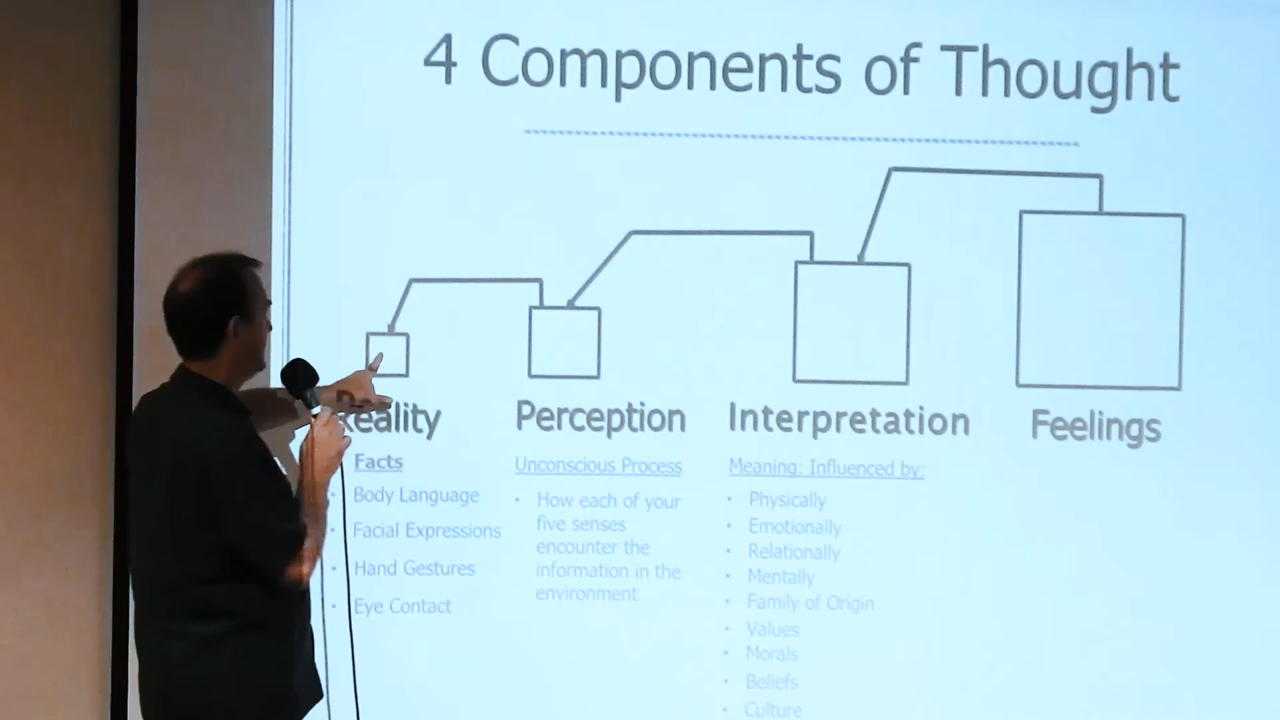 4 Components of Thought
Reality
Perception
Interpretation
Feelings
Facts
• Body Language
• Facial Expressions
• Hand Gestures
• Eye Contact
Unconscious Process
• How each of your
five senses
encounter the
information in the
environment
Meaning: Influenced by:
• Physically
• Emotionally
• Relationally
• Mentally
• Family of Origin
• Values
• Morals
• Beliefs
• Culture